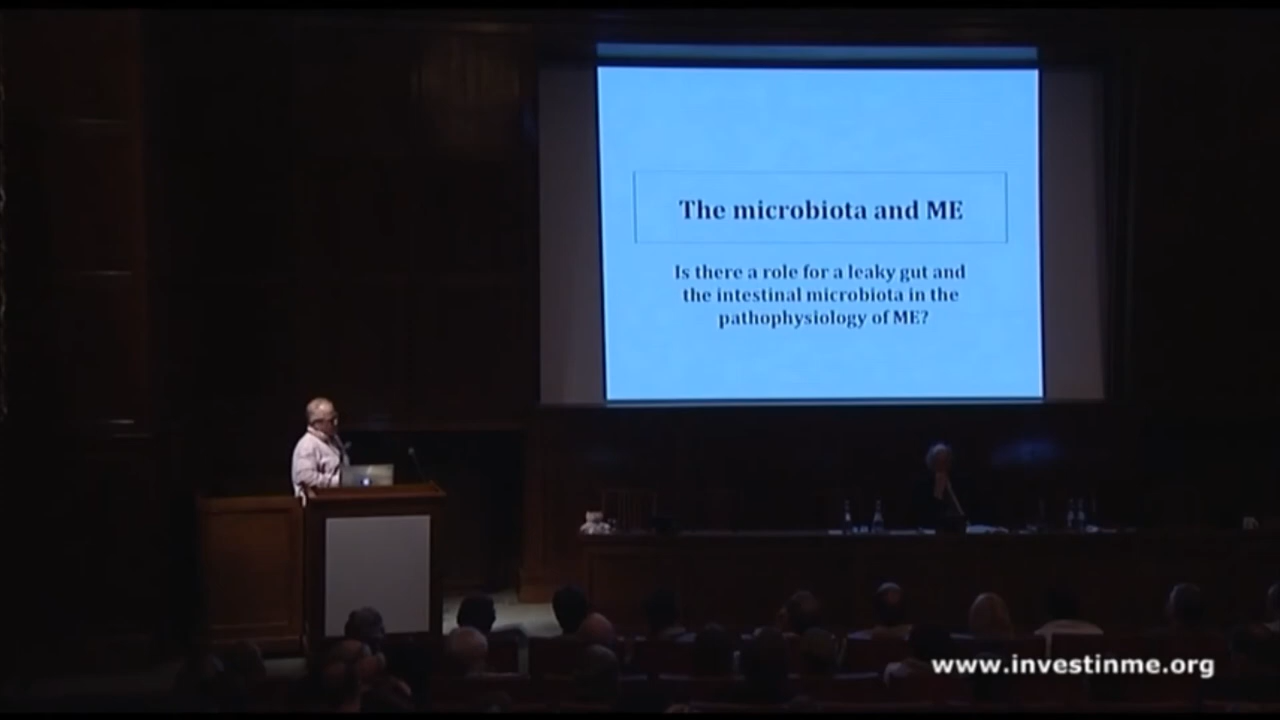 The microbiota and ME
Is there a role for a leaky gut and
the intestinal microbiota in the
pathophysiology of ME?
www.investinme.org